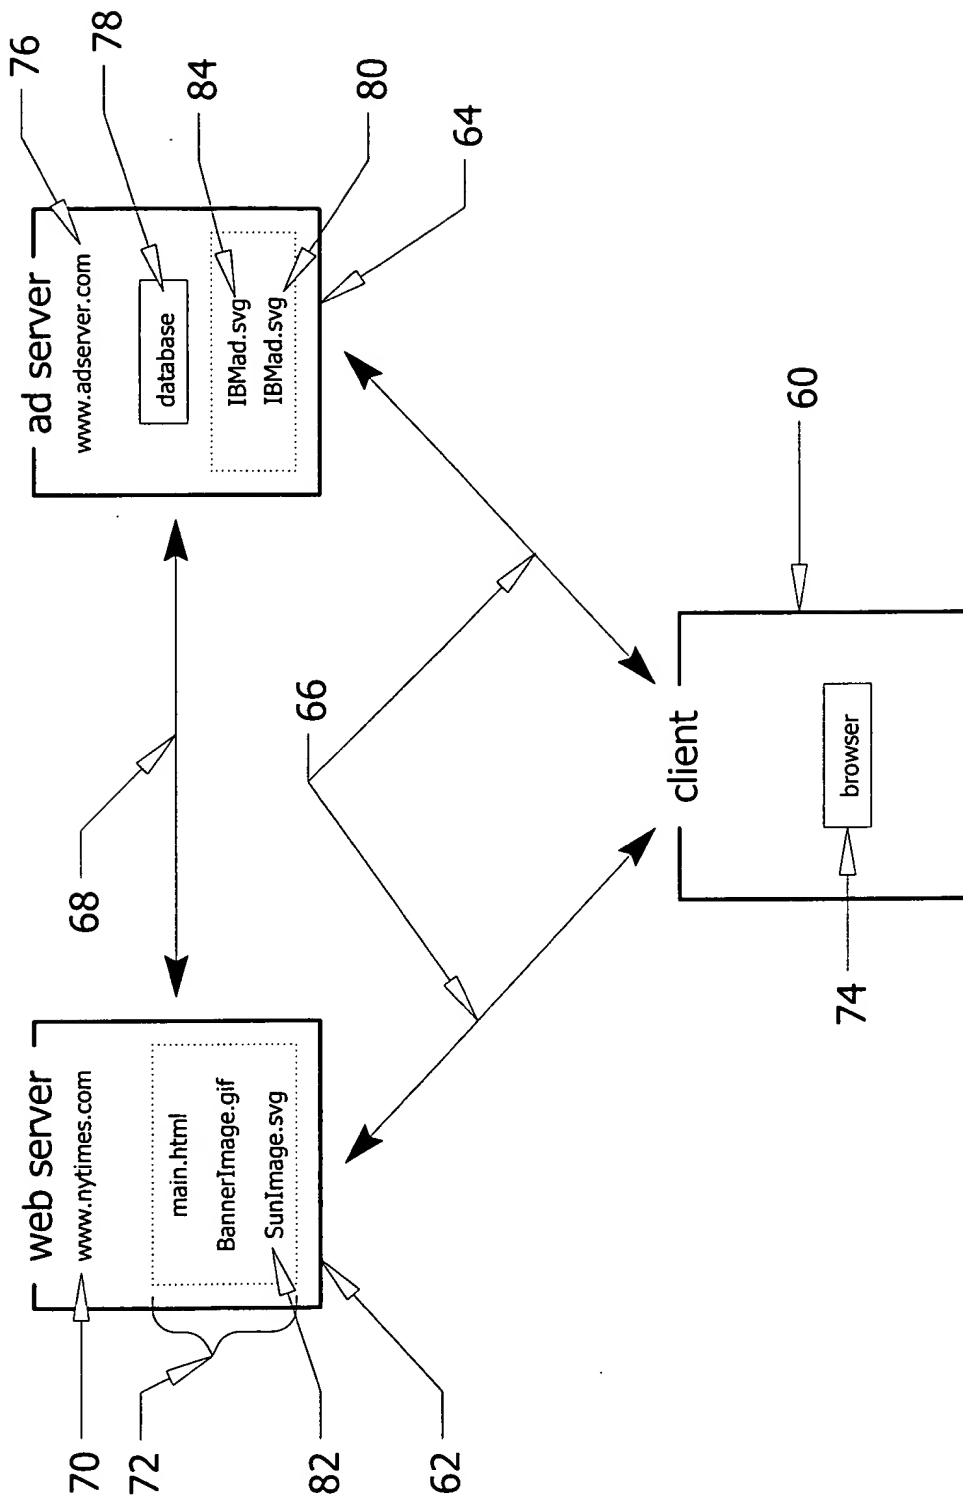 web server
www.nytimes.com
main.html
BannerImage.gif
SunImage.svg
70
72
82
62
68
66
ad server
www.adserver.com
database
IBMad.svg
IBMad.svg
76
78
84
80
64
client
browser
74
60